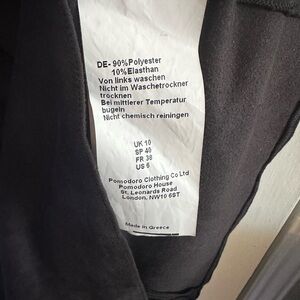 DE- 90%Polyester
10%Elasthan
Von links waschen
Nicht im Waschetrockner
trocknen
Bei mittlerer Temperatur
bugeln
Nicht chemisch reiningen
UK 10
SP 40
FR 38
US 6
Pomodoro Clothing Co Ltd
Pomodoro House
St. Leonards Road
London, NW10 6ST
Made in Greece